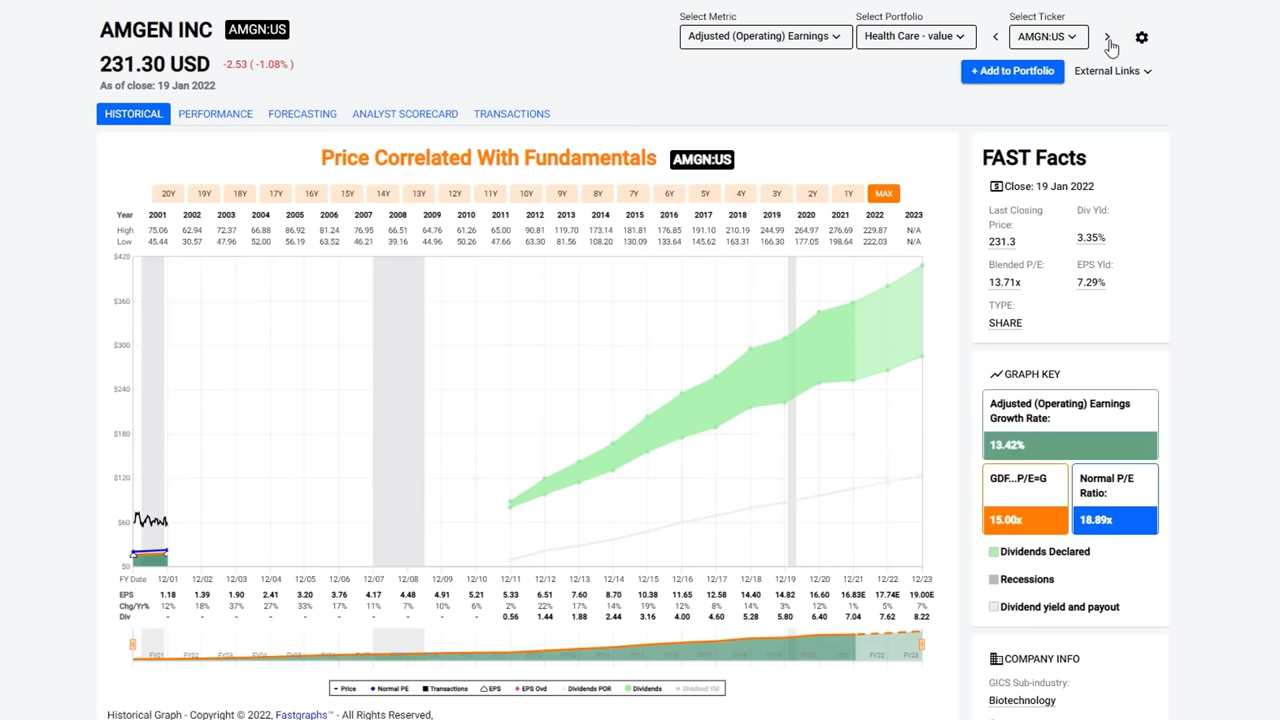 AMGEN INC AMGN:US
231.30 USD -2.53 ( -1.08% )
As of close: 19 Jan 2022
Select Metric Select Portfolio Select Ticker
Adjusted (Operating) Earnings Health Care - value AMGN:US
+ Add to Portfolio External Links
HISTORICAL PERFORMANCE FORECASTING ANALYST SCORECARD TRANSACTIONS
Price Correlated With Fundamentals AMGN:US
20Y 19Y 18Y 17Y 16Y 15Y 14Y 13Y 12Y 11Y 10Y 9Y 8Y 7Y 6Y 5Y 4Y 3Y 2Y 1Y MAX
Year 2001 2002 2003 2004 2005 2006 2007 2008 2009 2010 2011 2012 2013 2014 2015 2016 2017 2018 2019 2020 2021 2022 2023
High 75.06 62.94 72.37 66.88 86.92 81.24 76.95 66.51 64.76 61.26 65.00 90.81 119.70 173.14 181.81 176.85 191.10 210.19 244.99 264.97 276.69 229.87 N/A
Low 45.44 30.57 47.96 52.00 56.19 63.52 46.21 39.16 44.96 50.26 47.66 63.30 81.56 108.20 130.09 133.64 145.62 163.31 166.30 177.05 198.64 222.03 N/A
$420
$360
$300
$240
$180
$120
$60
$0
FY Date 12/01 12/02 12/03 12/04 12/05 12/06 12/07 12/08 12/09 12/10 12/11 12/12 12/13 12/14 12/15 12/16 12/17 12/18 12/19 12/20 12/21 12/22 12/23
EPS 1.18 1.39 1.90 2.41 3.20 3.76 4.17 4.48 4.91 5.21 5.33 6.51 7.60 8.70 10.38 11.65 12.58 14.40 14.82 16.60 16.83E 17.74E 19.00E
Chg/Yr% 12% 18% 37% 27% 33% 17% 11% 7% 10% 6% 2% 22% 17% 14% 19% 12% 8% 14% 3% 12% 1% 5% 7%
Div - - - - - - - - - - 0.56 1.44 1.88 2.44 3.16 4.00 4.60 5.28 5.80 6.40 7.04 7.62 8.22
Price Normal PE Transactions EPS EPS Ovd Dividends POR Dividends Dividend Yld
Historical Graph - Copyright © 2022, Fastgraphs™ - All Rights Reserved,
FAST Facts
Close: 19 Jan 2022
Last Closing Price: Div Yld:
231.3 3.35%
Blended P/E: EPS Yld:
13.71x 7.29%
TYPE:
SHARE
GRAPH KEY
Adjusted (Operating) Earnings
Growth Rate:
13.42%
GDF...P/E=G Normal P/E
Ratio:
15.00x 18.89x
Dividends Declared
Recessions
Dividend yield and payout
COMPANY INFO
GICS Sub-industry:
Biotechnology